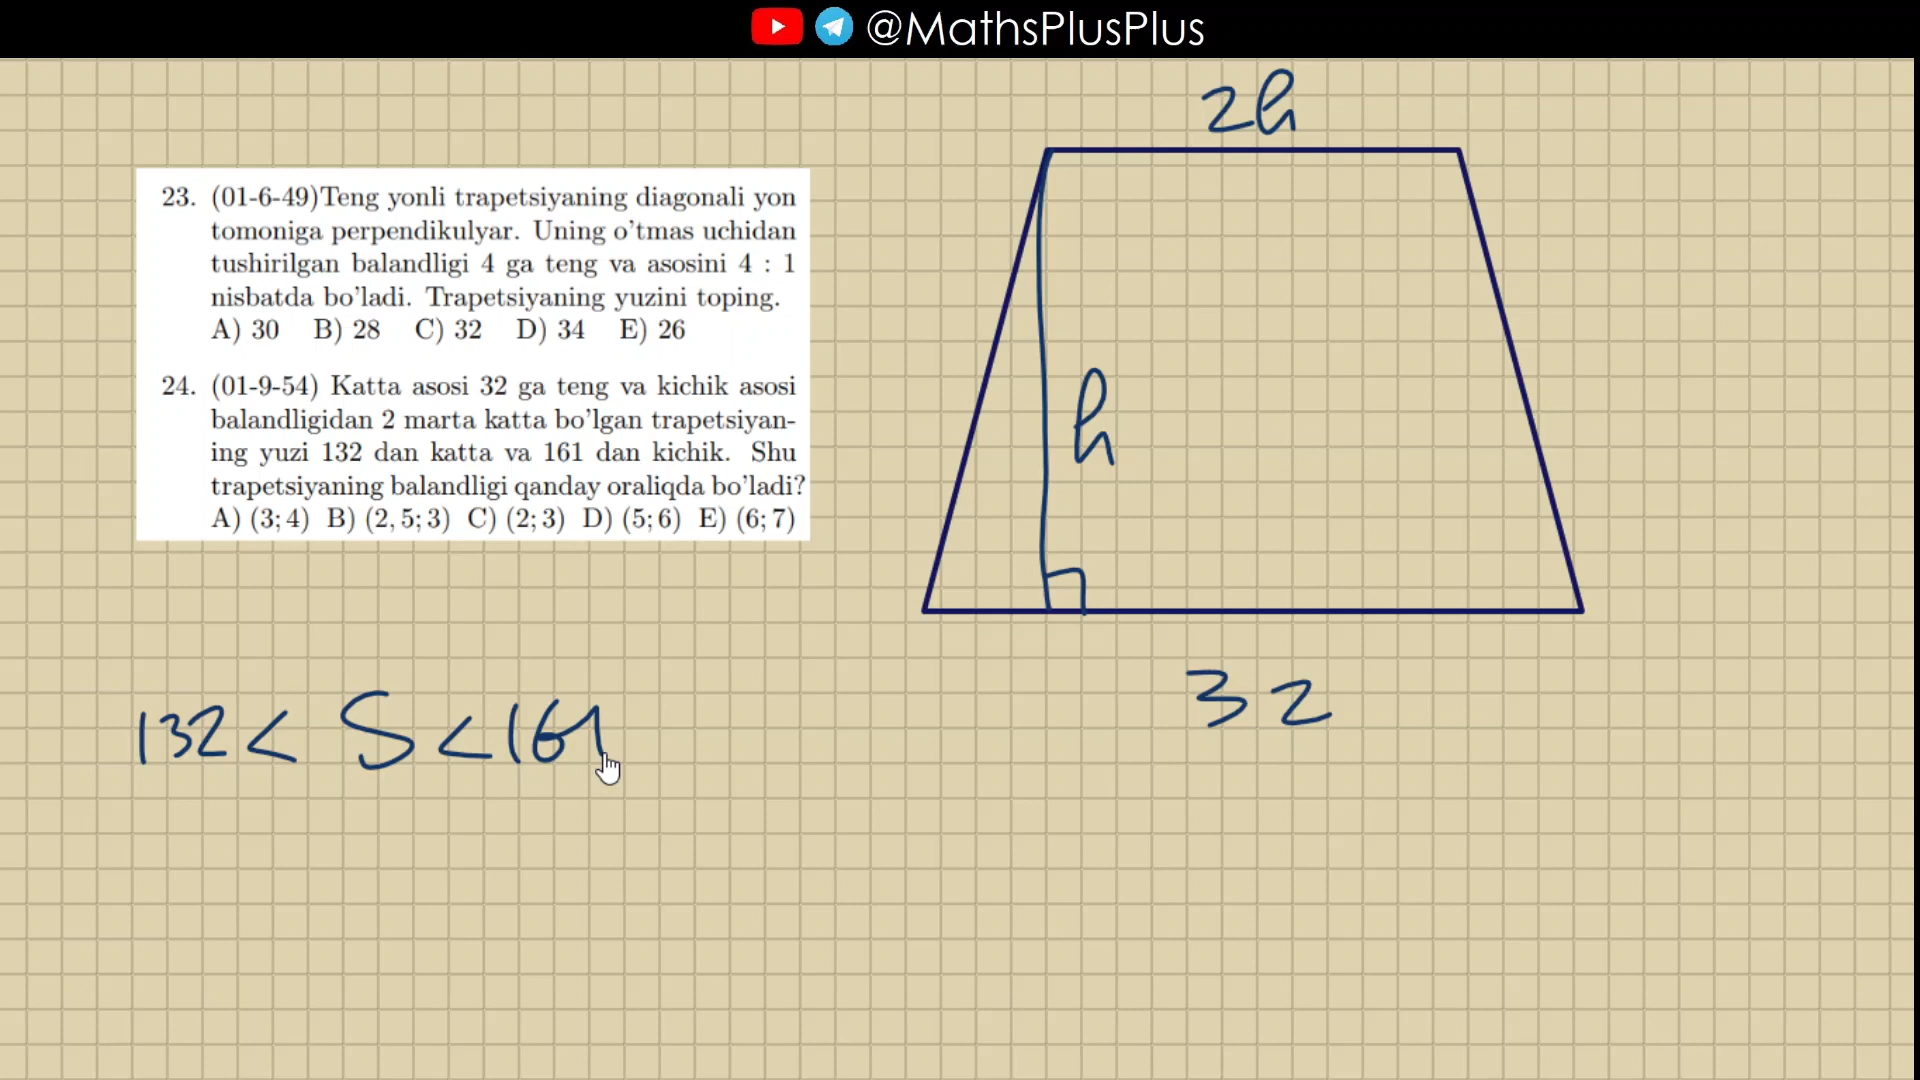 @MathsPlusPlus
23. (01-6-49)Teng yonli trapetsiyaning diagonali yon
tomoniga perpendikulyar. Uning o'tmas uchidan
tushirilgan balandligi 4 ga teng va asosini 4 : 1
nisbatda bo'ladi. Trapetsiyaning yuzini toping.
A) 30 B) 28 C) 32 D) 34 E) 26
24. (01-9-54) Katta asosi 32 ga teng va kichik asosi
balandligidan 2 marta katta bo'lgan trapetsiyan-
ing yuzi 132 dan katta va 161 dan kichik. Shu
trapetsiyaning balandligi qanday oraliqda bo'ladi?
A) (3; 4) B) (2, 5; 3) C) (2; 3) D) (5; 6) E) (6; 7)
2h
h
32
132 < S < 161